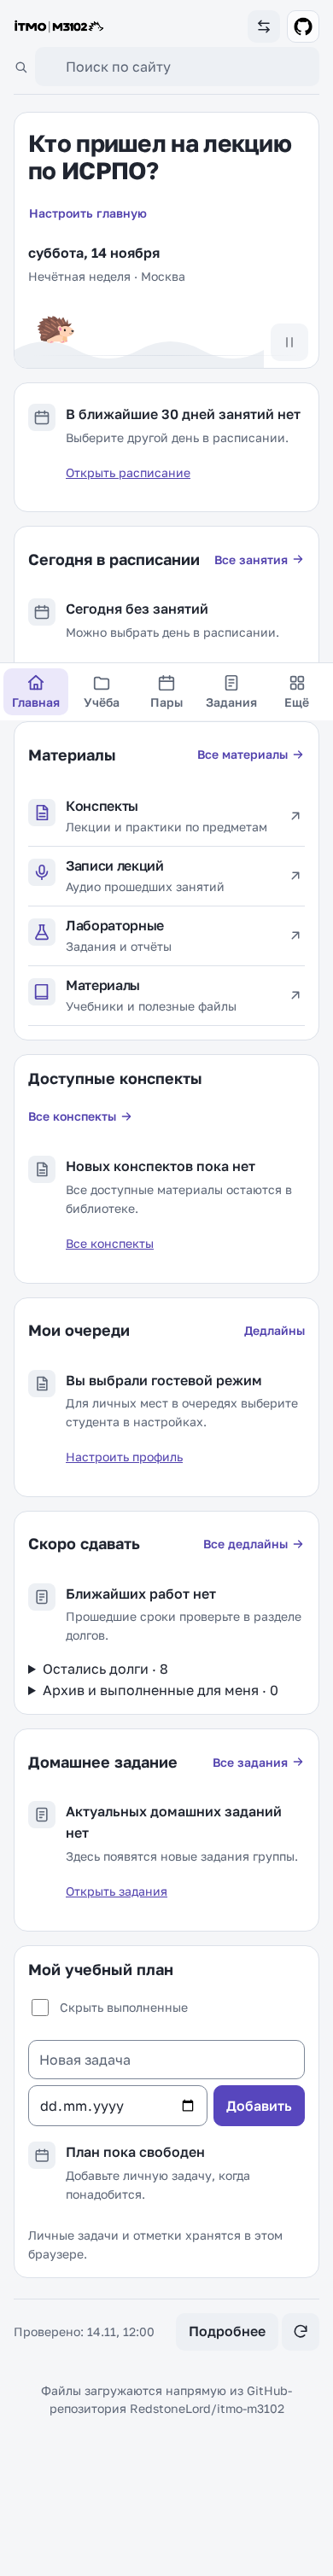 ITMO | M3102
Поиск по сайту
Кто пришел на лекцию
по ИСРПО?
Настроить главную
суббота, 14 ноября
Нечётная неделя · Москва
В ближайшие 30 дней занятий нет
Выберите другой день в расписании.
Открыть расписание
Сегодня в расписании Все занятия →
Сегодня без занятий
Можно выбрать день в расписании.
Главная Учёба Пары Задания Ещё
Материалы Все материалы →
Конспекты
Лекции и практики по предметам
Записи лекций
Аудио прошедших занятий
Лабораторные
Задания и отчёты
Материалы
Учебники и полезные файлы
Доступные конспекты
Все конспекты →
Новых конспектов пока нет
Все доступные материалы остаются в
библиотеке.
Все конспекты
Мои очереди Дедлайны
Вы выбрали гостевой режим
Для личных мест в очередях выберите
студента в настройках.
Настроить профиль
Скоро сдавать Все дедлайны →
Ближайших работ нет
Прошедшие сроки проверьте в разделе
долгов.
▶ Остались долги · 8
▶ Архив и выполненные для меня · 0
Домашнее задание Все задания →
Актуальных домашних заданий
нет
Здесь появятся новые задания группы.
Открыть задания
Мой учебный план
Скрыть выполненные
Новая задача
dd.mm.yyyy Добавить
План пока свободен
Добавьте личную задачу, когда
понадобится.
Личные задачи и отметки хранятся в этом
браузере.
Проверено: 14.11, 12:00 Подробнее
Файлы загружаются напрямую из GitHub-
репозитория RedstoneLord/itmo-m3102